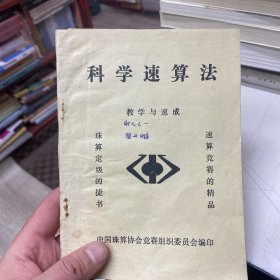 科学速算法
教学与速成
珠算定级的捷书
速算竞赛的精品
中国珠算协会竞赛组织委员会编印